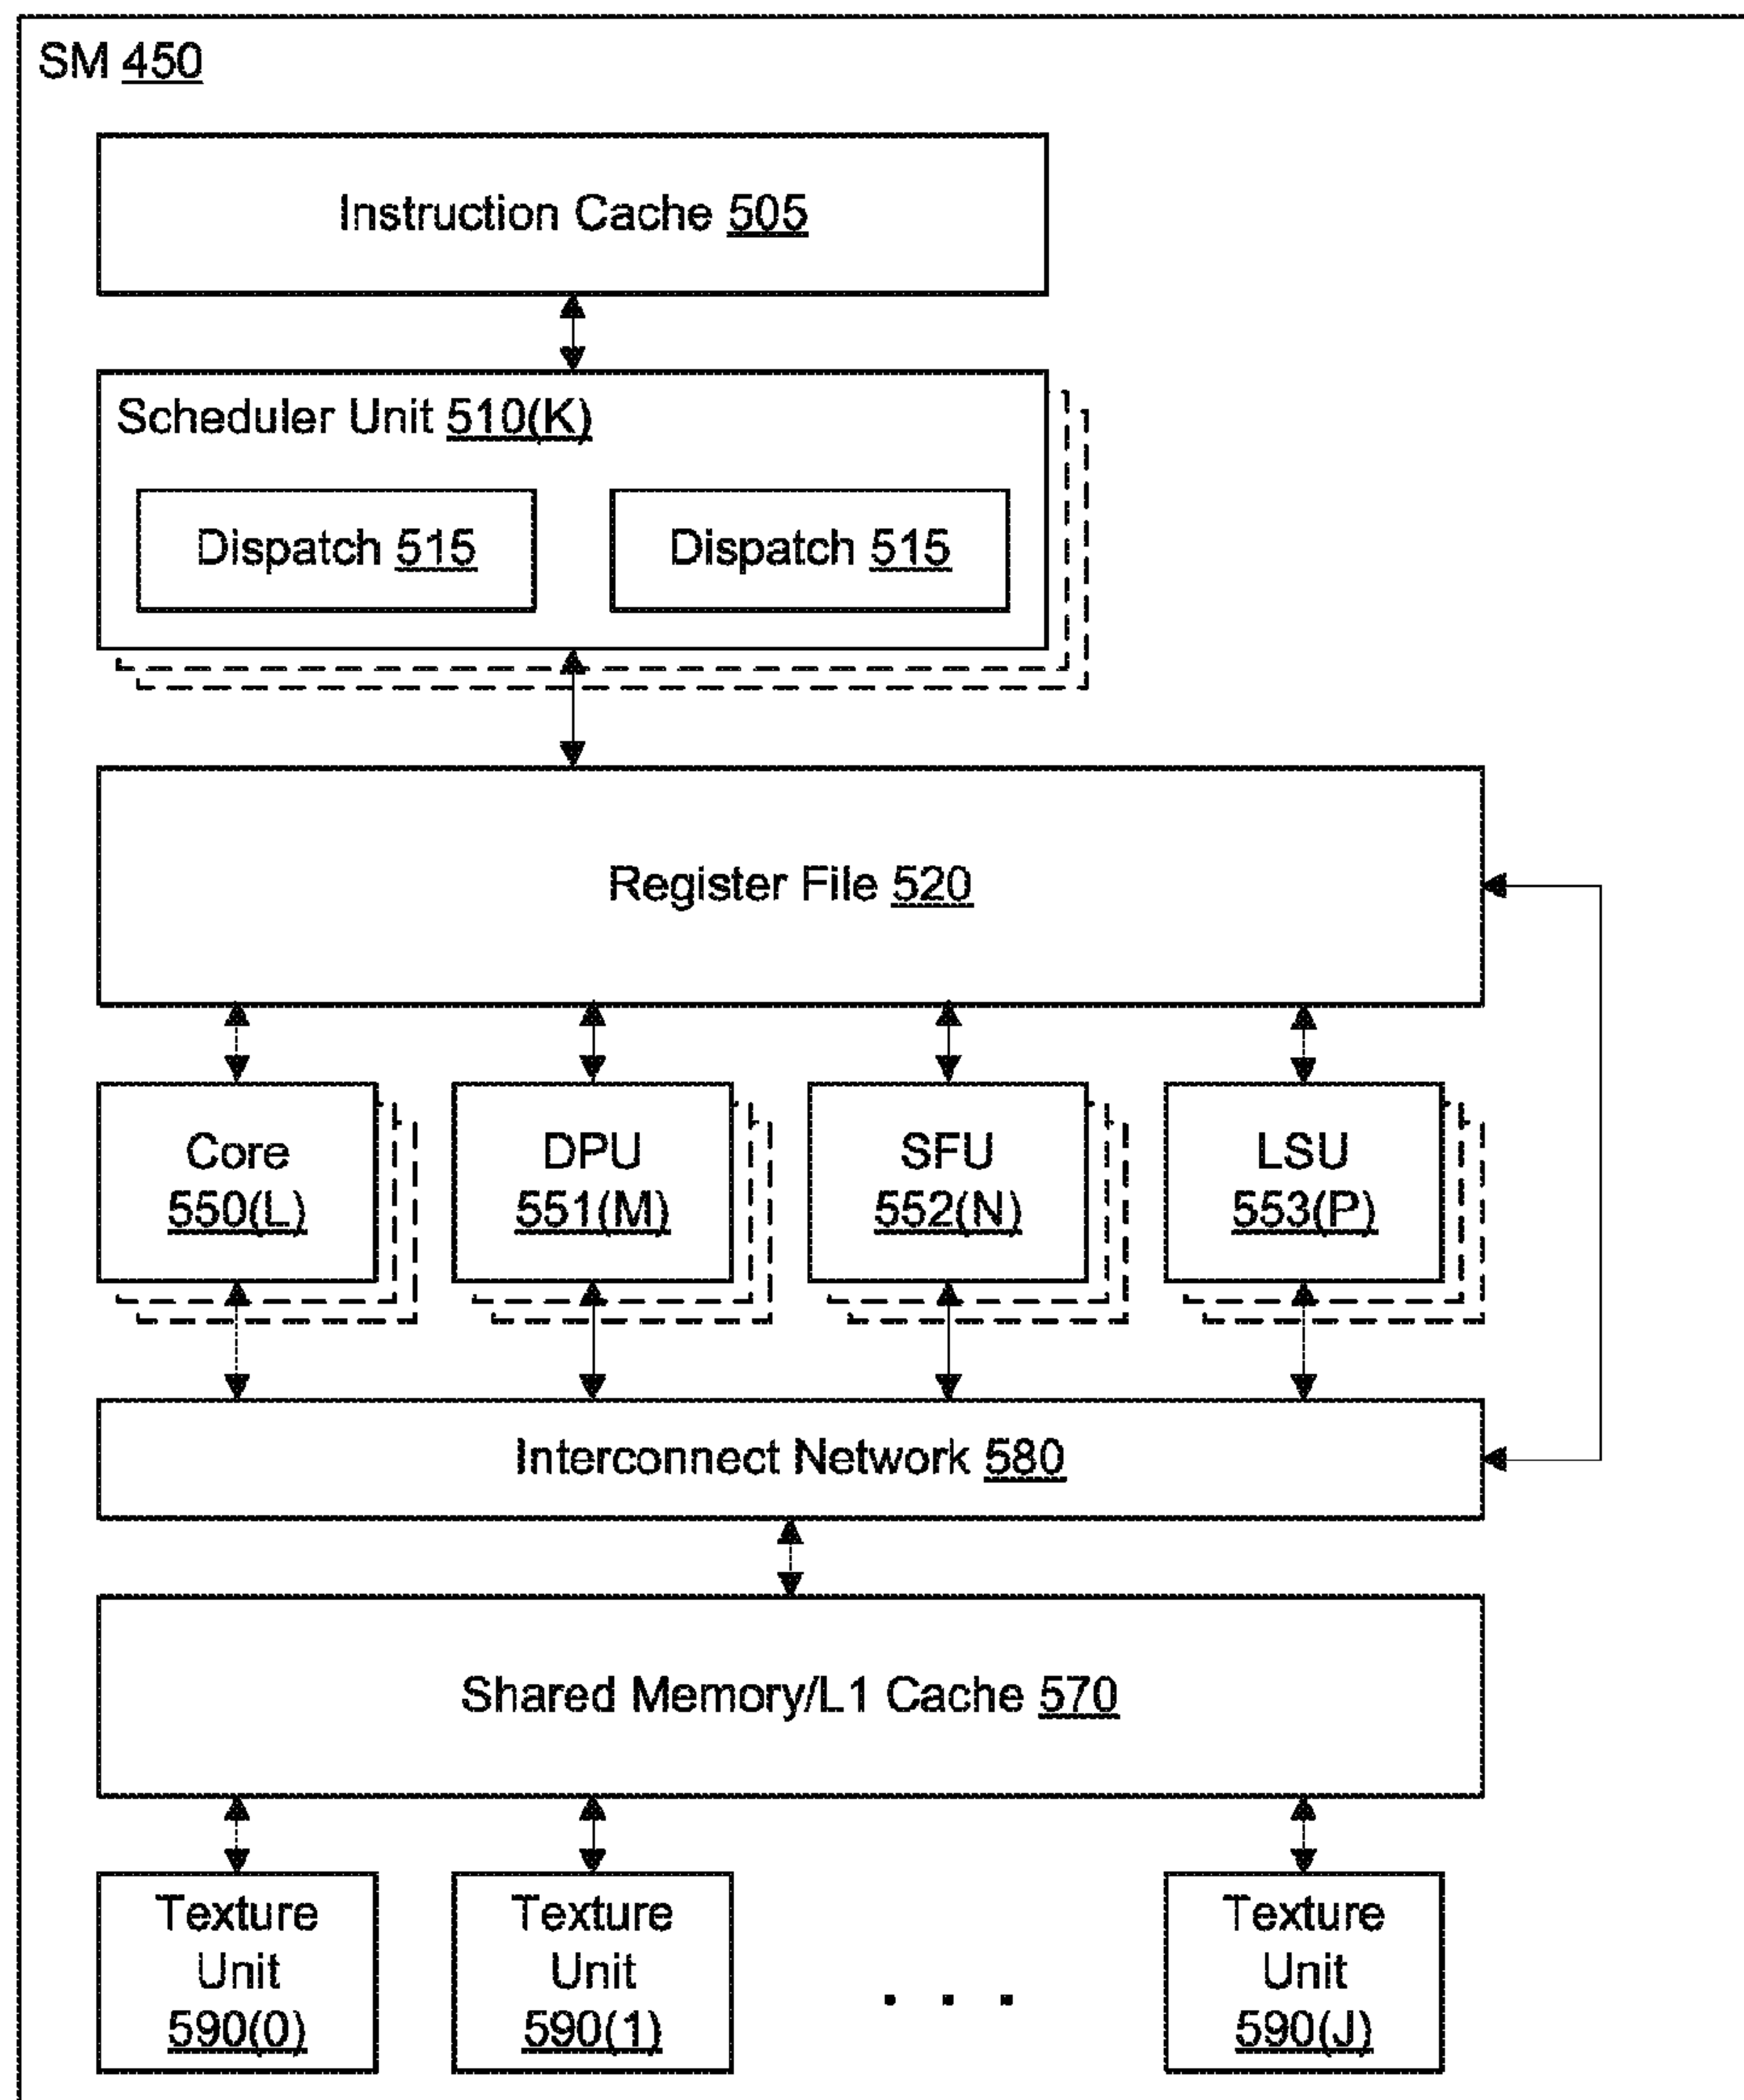 SM 450
Instruction Cache 505
Scheduler Unit 510(K)
Dispatch 515
Dispatch 515
Register File 520
Core
550(L)
DPU
551(M)
SFU
552(N)
LSU
553(P)
Interconnect Network 580
Shared Memory/L1 Cache 570
Texture
Unit
590(0)
Texture
Unit
590(1)
. . .
Texture
Unit
590(J)